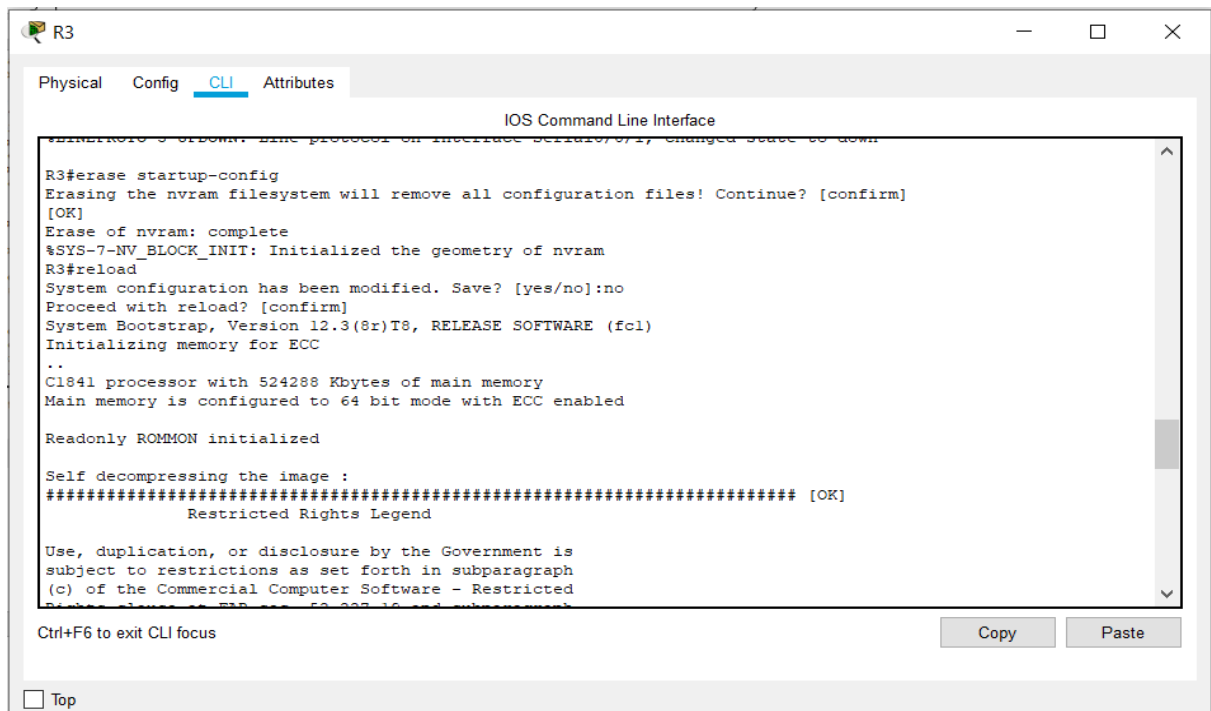 R3
Physical Config CLI Attributes
IOS Command Line Interface
R3#erase startup-config
Erasing the nvram filesystem will remove all configuration files! Continue? [confirm]
[OK]
Erase of nvram: complete
%SYS-7-NV_BLOCK_INIT: Initialized the geometry of nvram
R3#reload
System configuration has been modified. Save? [yes/no]:no
Proceed with reload? [confirm]
System Bootstrap, Version 12.3(8r)T8, RELEASE SOFTWARE (fc1)
Initializing memory for ECC
..
C1841 processor with 524288 Kbytes of main memory
Main memory is configured to 64 bit mode with ECC enabled
Readonly ROMMON initialized
Self decompressing the image :
########################################################################## [OK]
Restricted Rights Legend
Use, duplication, or disclosure by the Government is
subject to restrictions as set forth in subparagraph
(c) of the Commercial Computer Software - Restricted
Ctrl+F6 to exit CLI focus
Copy Paste
Top